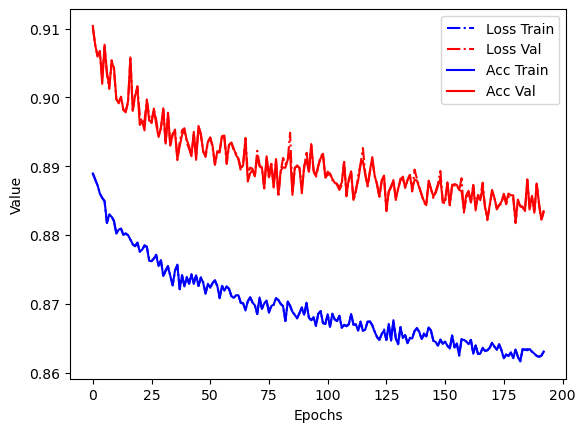 0.91
0.90
0.89
0.88
0.87
0.86
Value
Loss Train
Loss Val
Acc Train
Acc Val
0 25 50 75 100 125 150 175 200
Epochs